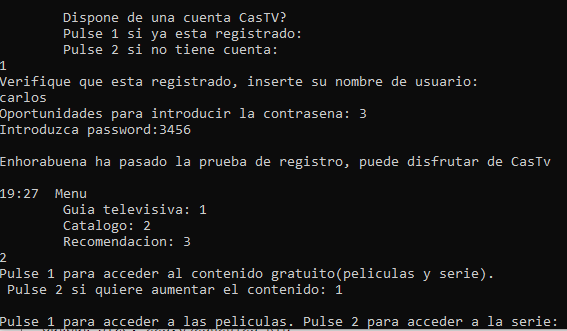 Dispone de una cuenta CasTV?
Pulse 1 si ya esta registrado:
Pulse 2 si no tiene cuenta:
1
Verifique que esta registrado, inserte su nombre de usuario:
carlos
Oportunidades para introducir la contrasena: 3
Introduzca password:3456
Enhorabuena ha pasado la prueba de registro, puede disfrutar de CasTv
19:27  Menu
Guia televisiva: 1
Catalogo: 2
Recomendacion: 3
2
Pulse 1 para acceder al contenido gratuito(peliculas y serie).
Pulse 2 si quiere aumentar el contenido: 1
Pulse 1 para acceder a las peliculas. Pulse 2 para acceder a la serie: